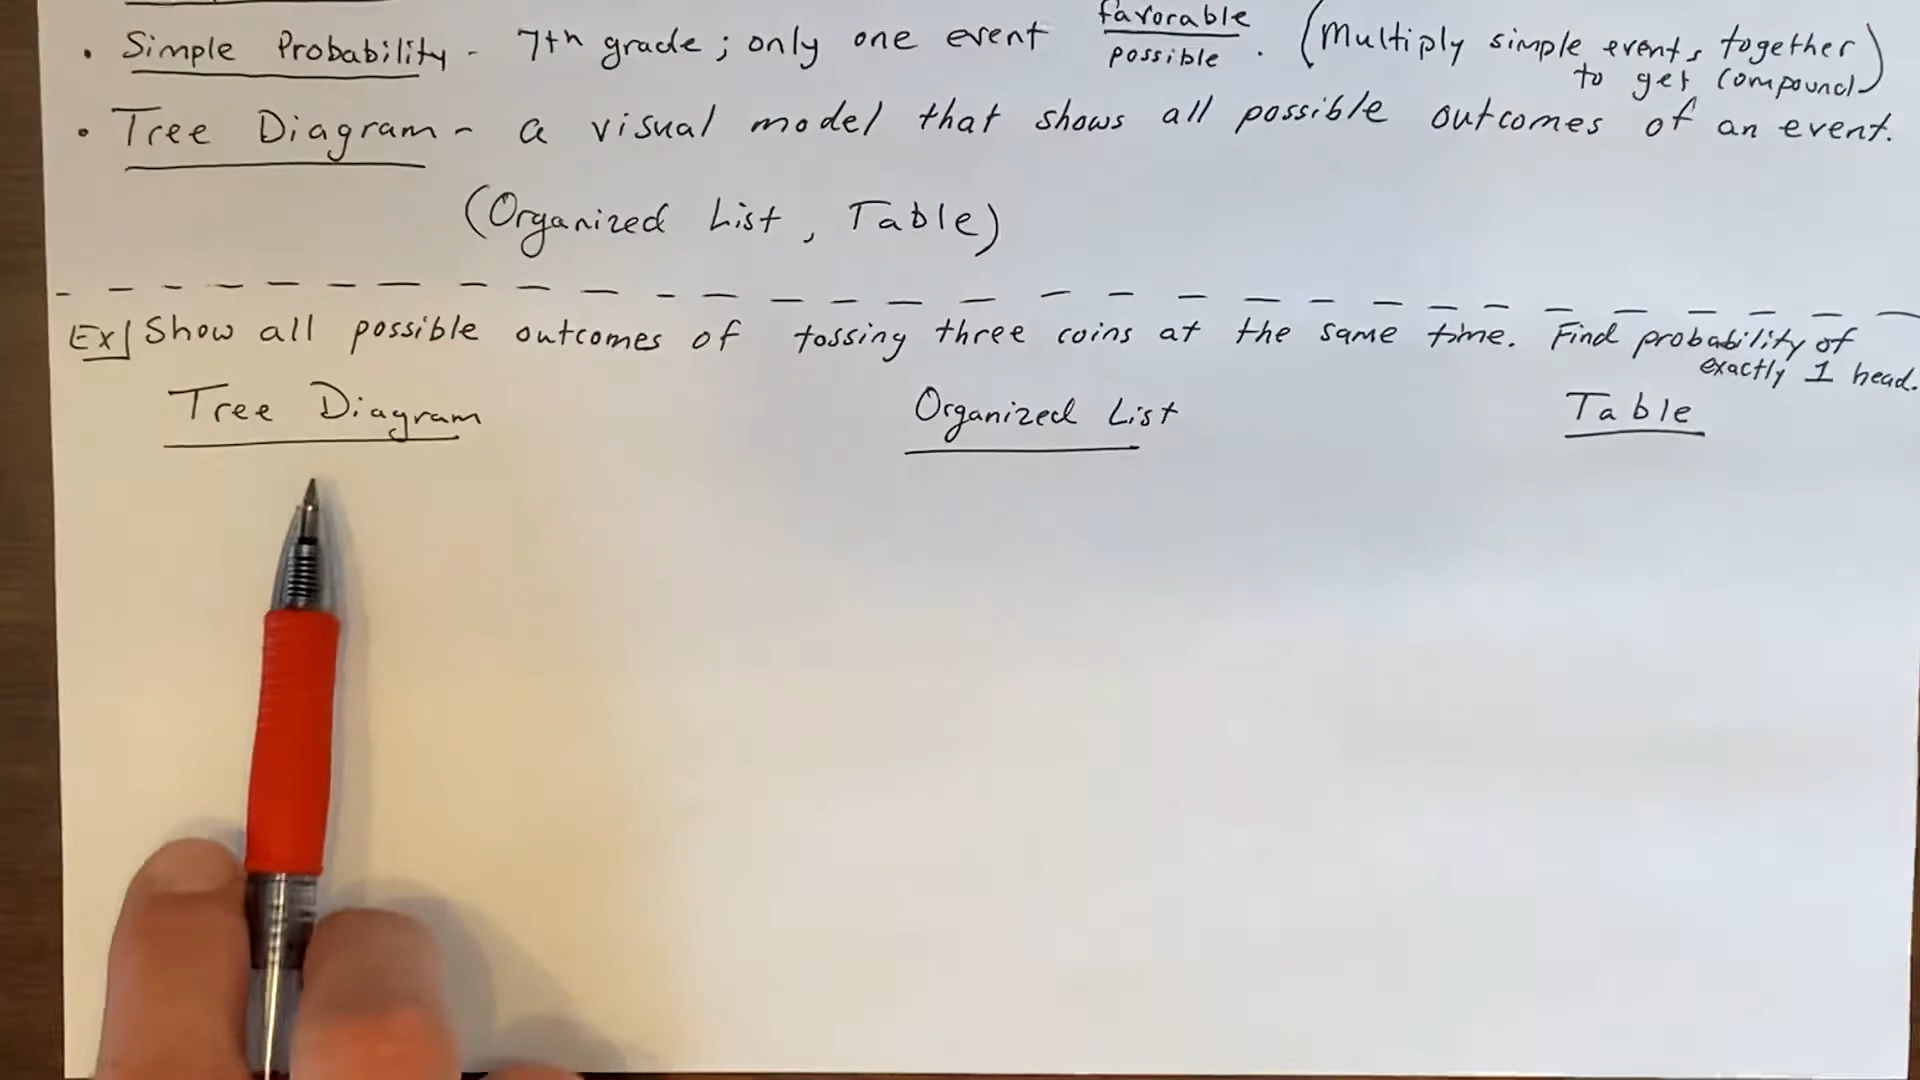 • Simple Probability - 7th grade; only one event favorable/possible. (Multiply simple events together
to get compound)
• Tree Diagram - a visual model that shows all possible outcomes of an event.
(Organized List, Table)
Ex| Show all possible outcomes of tossing three coins at the same time. Find probability of
exactly 1 head.
Tree Diagram Organized List Table